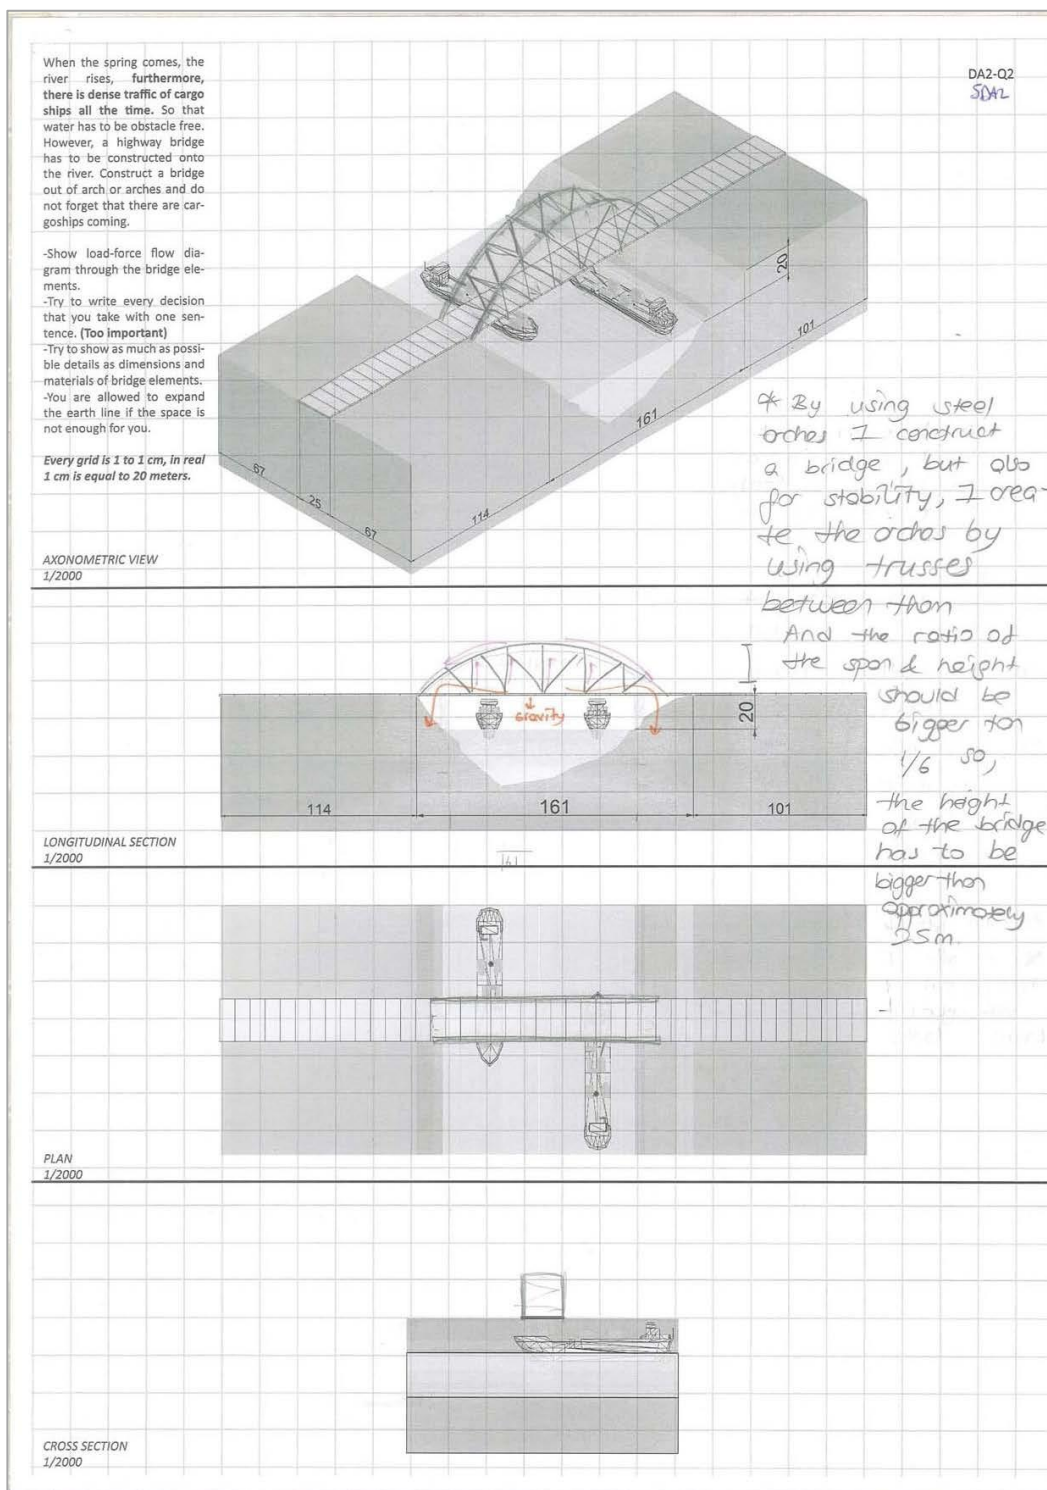 When the spring comes, the
river rises, furthermore,
there is dense traffic of cargo
ships all the time. So that
water has to be obstacle free.
However, a highway bridge
has to be constructed onto
the river. Construct a bridge
out of arch or arches and do
not forget that there are car-
goships coming.
-Show load-force flow dia-
gram through the bridge ele-
ments.
-Try to write every decision
that you take with one sen-
tence. (Too important)
-Try to show as much as possi-
ble details as dimensions and
materials of bridge elements.
-You are allowed to expand
the earth line if the space is
not enough for you.
Every grid is 1 to 1 cm, in real
1 cm is equal to 20 meters.
DA2-Q2
SDA2
20
101
161
114
67
25
67
AXONOMETRIC VIEW
1/2000
* By using steel
arches I construct
a bridge, but also
for stability, I crea-
te the arches by
using trusses
between than
And the ratio of
the span & height
should be
bigger ton
1/6 so,
the height
of the bridge
has to be
bigger than
approximately
25m.
Gravity
20
114
161
101
LONGITUDINAL SECTION
1/2000
141
PLAN
1/2000
CROSS SECTION
1/2000